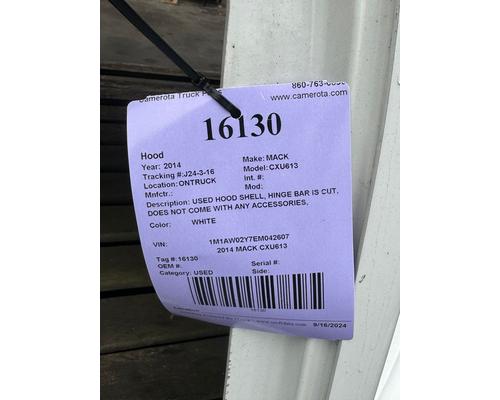 Camerota Truck
860-763-
www.camerota.com
16130
Hood
Year: 2014
Make: MACK
Tracking #:J24-3-16
Model: CXU613
Location: ONTRUCK
Int. #:
Mnfctr.:
Mod:
Description: USED HOOD SHELL, HINGE BAR IS CUT.
DOES NOT COME WITH ANY ACCESSORIES.
Color: WHITE
VIN: 1M1AW02Y7EM042607
2014 MACK CXU613
Tag #: 16130
Serial #:
OEM #:
Side:
Category: USED
16130
9/16/2024